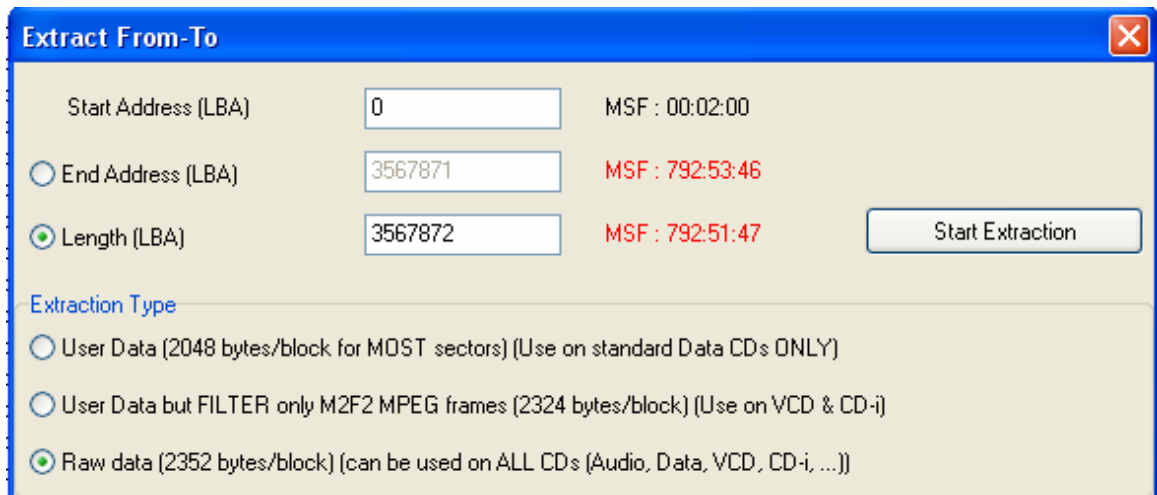 Extract From-To
Start Address (LBA) 0 MSF : 00:02:00
End Address (LBA) 3567871 MSF : 792:53:46
Length (LBA) 3567872 MSF : 792:51:47 Start Extraction
Extraction Type
User Data (2048 bytes/block for MOST sectors) (Use on standard Data CDs ONLY)
User Data but FILTER only M2F2 MPEG frames (2324 bytes/block) (Use on VCD & CD-i)
Raw data (2352 bytes/block) (can be used on ALL CDs (Audio, Data, VCD, CD-i, ...))